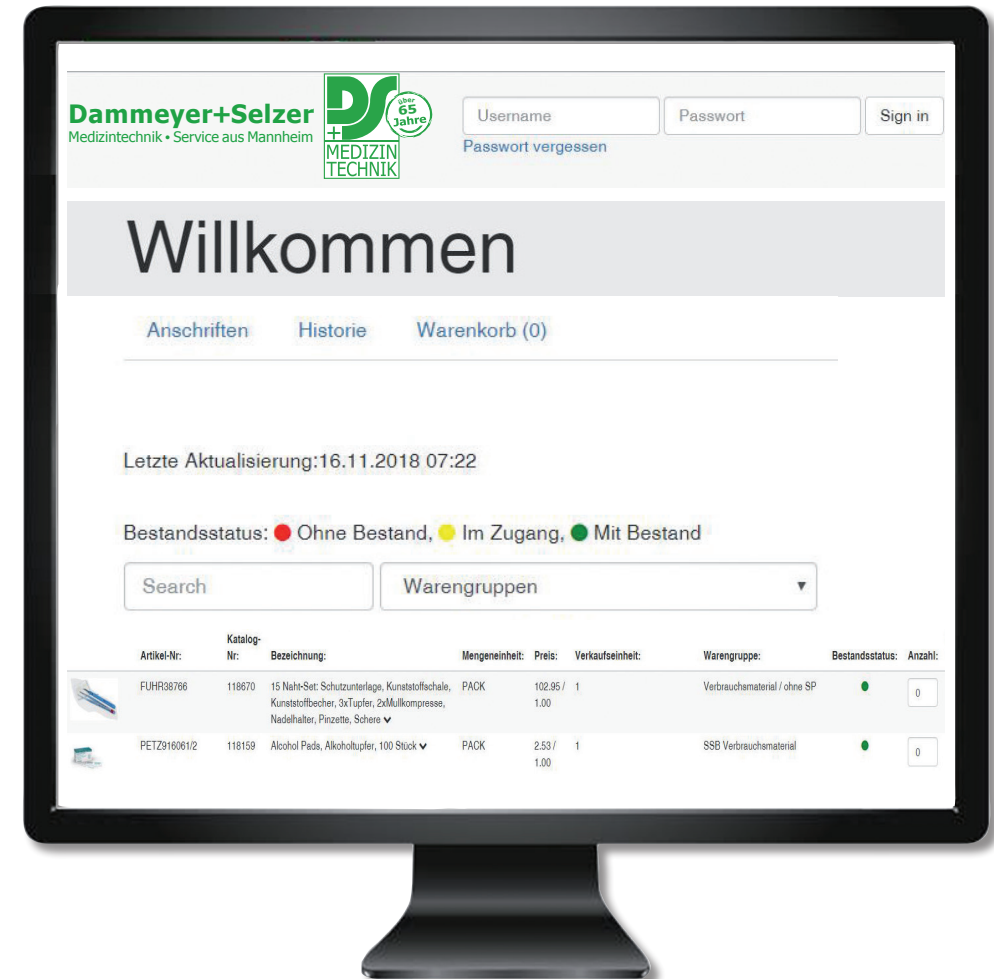 Dammeyer+Selzer
Medizintechnik • Service aus Mannheim
DS
über
65
Jahre
+
MEDIZIN
TECHNIK
Username
Passwort
Sign in
Passwort vergessen
Willkommen
Anschriften Historie Warenkorb (0)
Letzte Aktualisierung:16.11.2018 07:22
Bestandsstatus: Ohne Bestand, Im Zugang, Mit Bestand
Search
Warengruppen
Artikel-Nr: Katalog-Nr: Bezeichnung: Mengeneinheit: Preis: Verkaufseinheit: Warengruppe: Bestandsstatus: Anzahl:
FUHR38766 118670 15 Naht-Set: Schutzunterlage, Kunststoffschale, PACK 102.95 / 1 Verbrauchsmaterial / ohne SP 0
Kunststoffbecher, 3xTupfer, 2xMullkompresse, 1.00
Nadelhalter, Pinzette, Schere
PETZ916061/2 118159 Alcohol Pads, Alkoholtupfer, 100 Stück PACK 2.53 / 1 SSB Verbrauchsmaterial 0
1.00